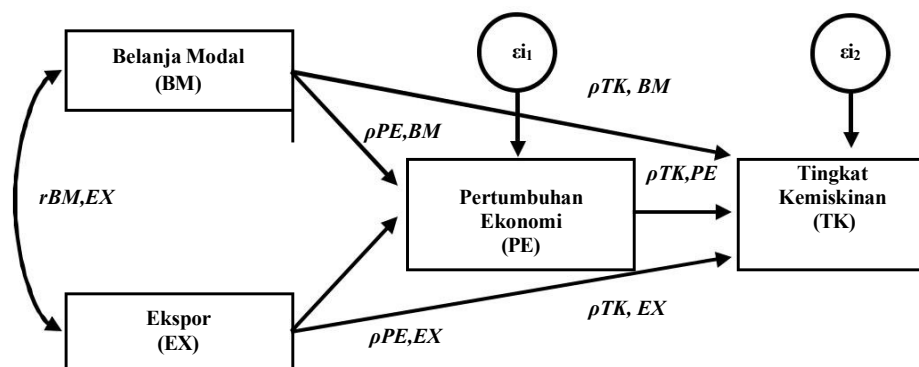 Belanja Modal
(BM)
εi₁
εi₂
ρTK, BM
ρPE,BM
rBM,EX
Pertumbuhan
Ekonomi
(PE)
ρTK,PE
Tingkat
Kemiskinan
(TK)
Ekspor
(EX)
ρPE,EX
ρTK, EX